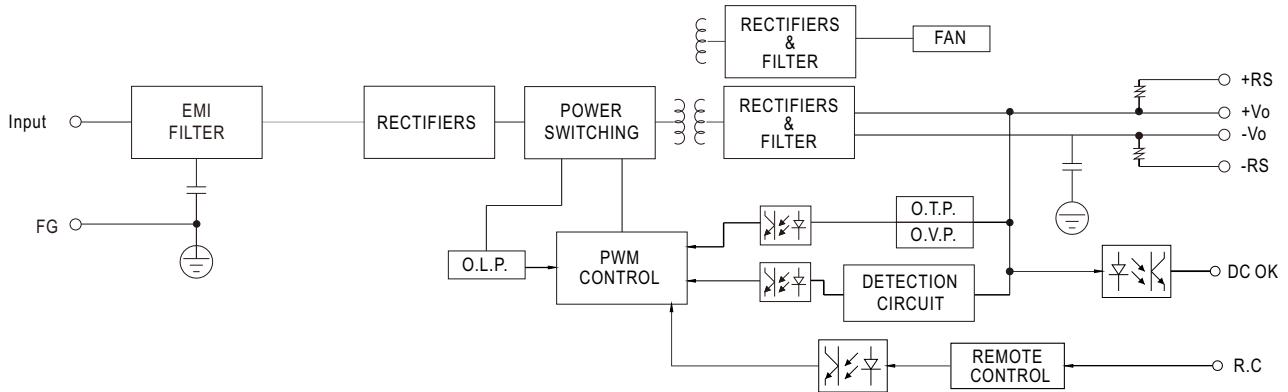 RECTIFIERS
&
FILTER
FAN
+RS
Input
EMI
FILTER
RECTIFIERS
POWER
SWITCHING
RECTIFIERS
&
FILTER
+Vo
-Vo
-RS
FG
O.T.P.
O.V.P.
O.L.P.
PWM
CONTROL
DETECTION
CIRCUIT
DC OK
REMOTE
CONTROL
R.C